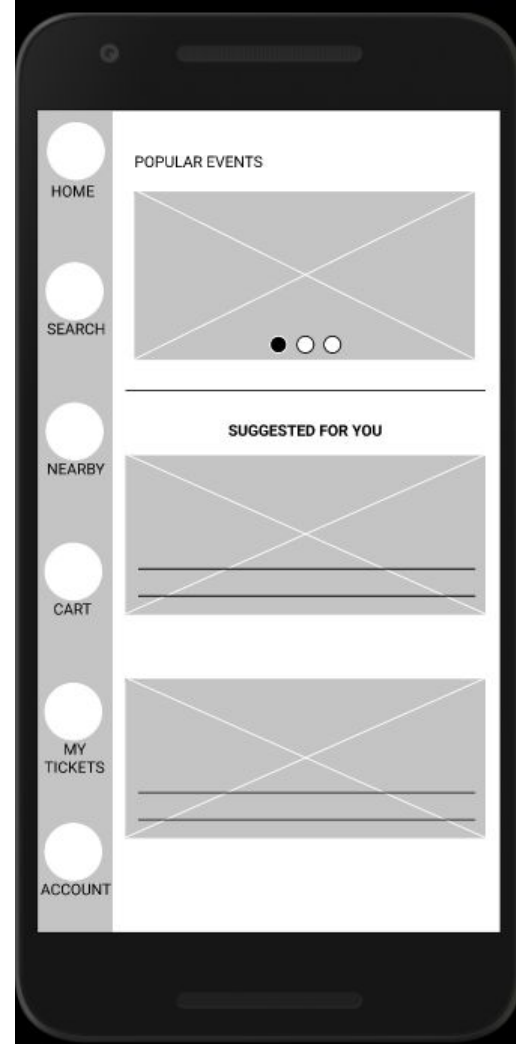 HOME
SEARCH
NEARBY
CART
MY
TICKETS
ACCOUNT
POPULAR EVENTS
SUGGESTED FOR YOU